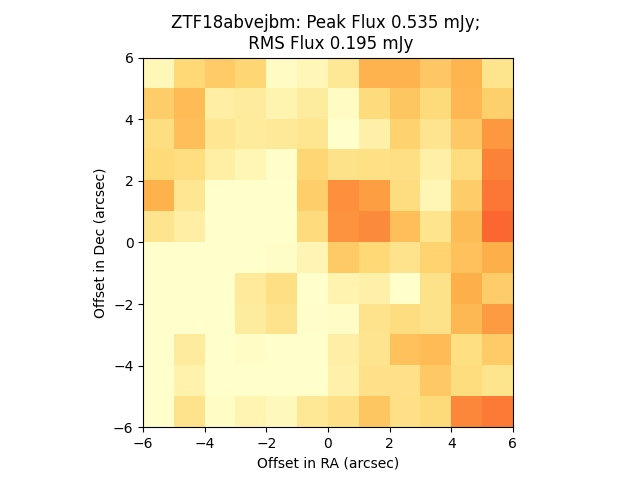 ZTF18abvejbm: Peak Flux 0.535 mJy;
RMS Flux 0.195 mJy
6
4
2
0
−2
−4
−6
Offset in Dec (arcsec)
−6 −4 −2 0 2 4 6
Offset in RA (arcsec)